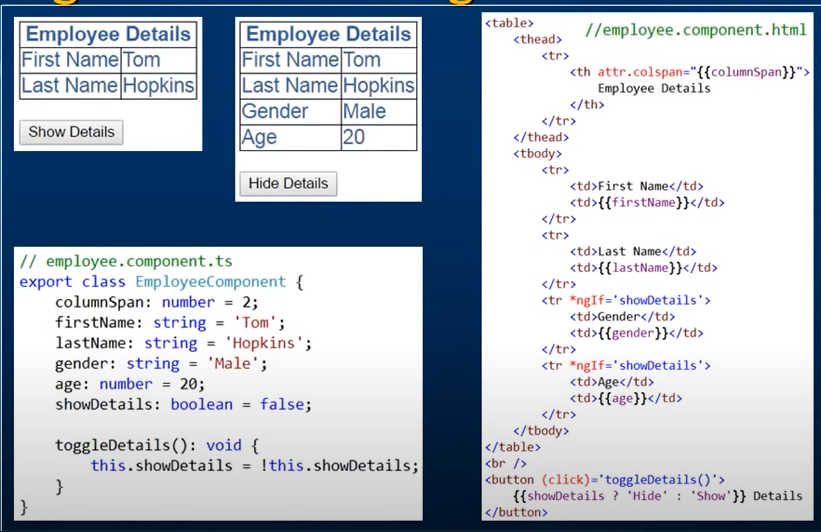 Employee Details
First Name Tom
Last Name Hopkins
Show Details
Employee Details
First Name Tom
Last Name Hopkins
Gender Male
Age 20
Hide Details
// employee.component.ts
export class EmployeeComponent {
    columnSpan: number = 2;
    firstName: string = 'Tom';
    lastName: string = 'Hopkins';
    gender: string = 'Male';
    age: number = 20;
    showDetails: boolean = false;

    toggleDetails(): void {
        this.showDetails = !this.showDetails;
    }
}
//employee.component.html
<table>
    <thead>
        <tr>
            <th attr.colspan="{{columnSpan}}">
                Employee Details
            </th>
        </tr>
    </thead>
    <tbody>
        <tr>
            <td>First Name</td>
            <td>{{firstName}}</td>
        </tr>
        <tr>
            <td>Last Name</td>
            <td>{{lastName}}</td>
        </tr>
        <tr *ngIf='showDetails'>
            <td>Gender</td>
            <td>{{gender}}</td>
        </tr>
        <tr *ngIf='showDetails'>
            <td>Age</td>
            <td>{{age}}</td>
        </tr>
    </tbody>
</table>
<br />
<button (click)='toggleDetails()'>
    {{showDetails ? 'Hide' : 'Show'}} Details
</button>